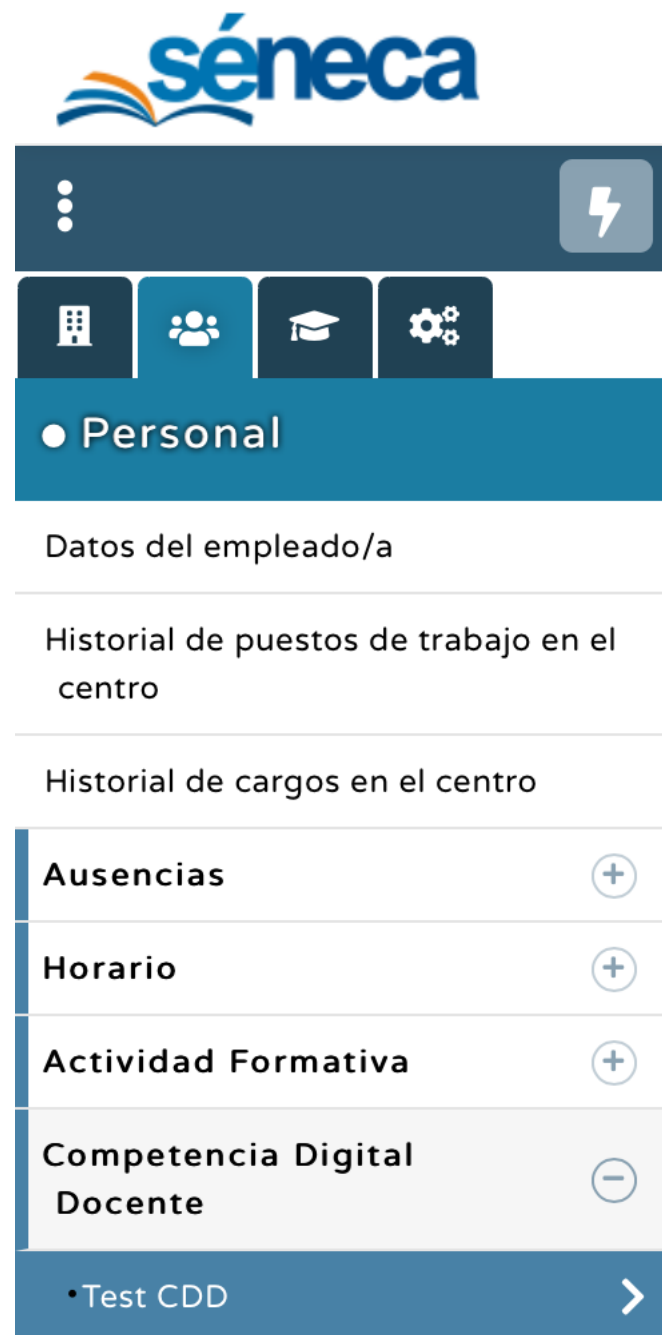 séneca
Personal
Datos del empleado/a
Historial de puestos de trabajo en el
centro
Historial de cargos en el centro
Ausencias
Horario
Actividad Formativa
Competencia Digital
Docente
Test CDD